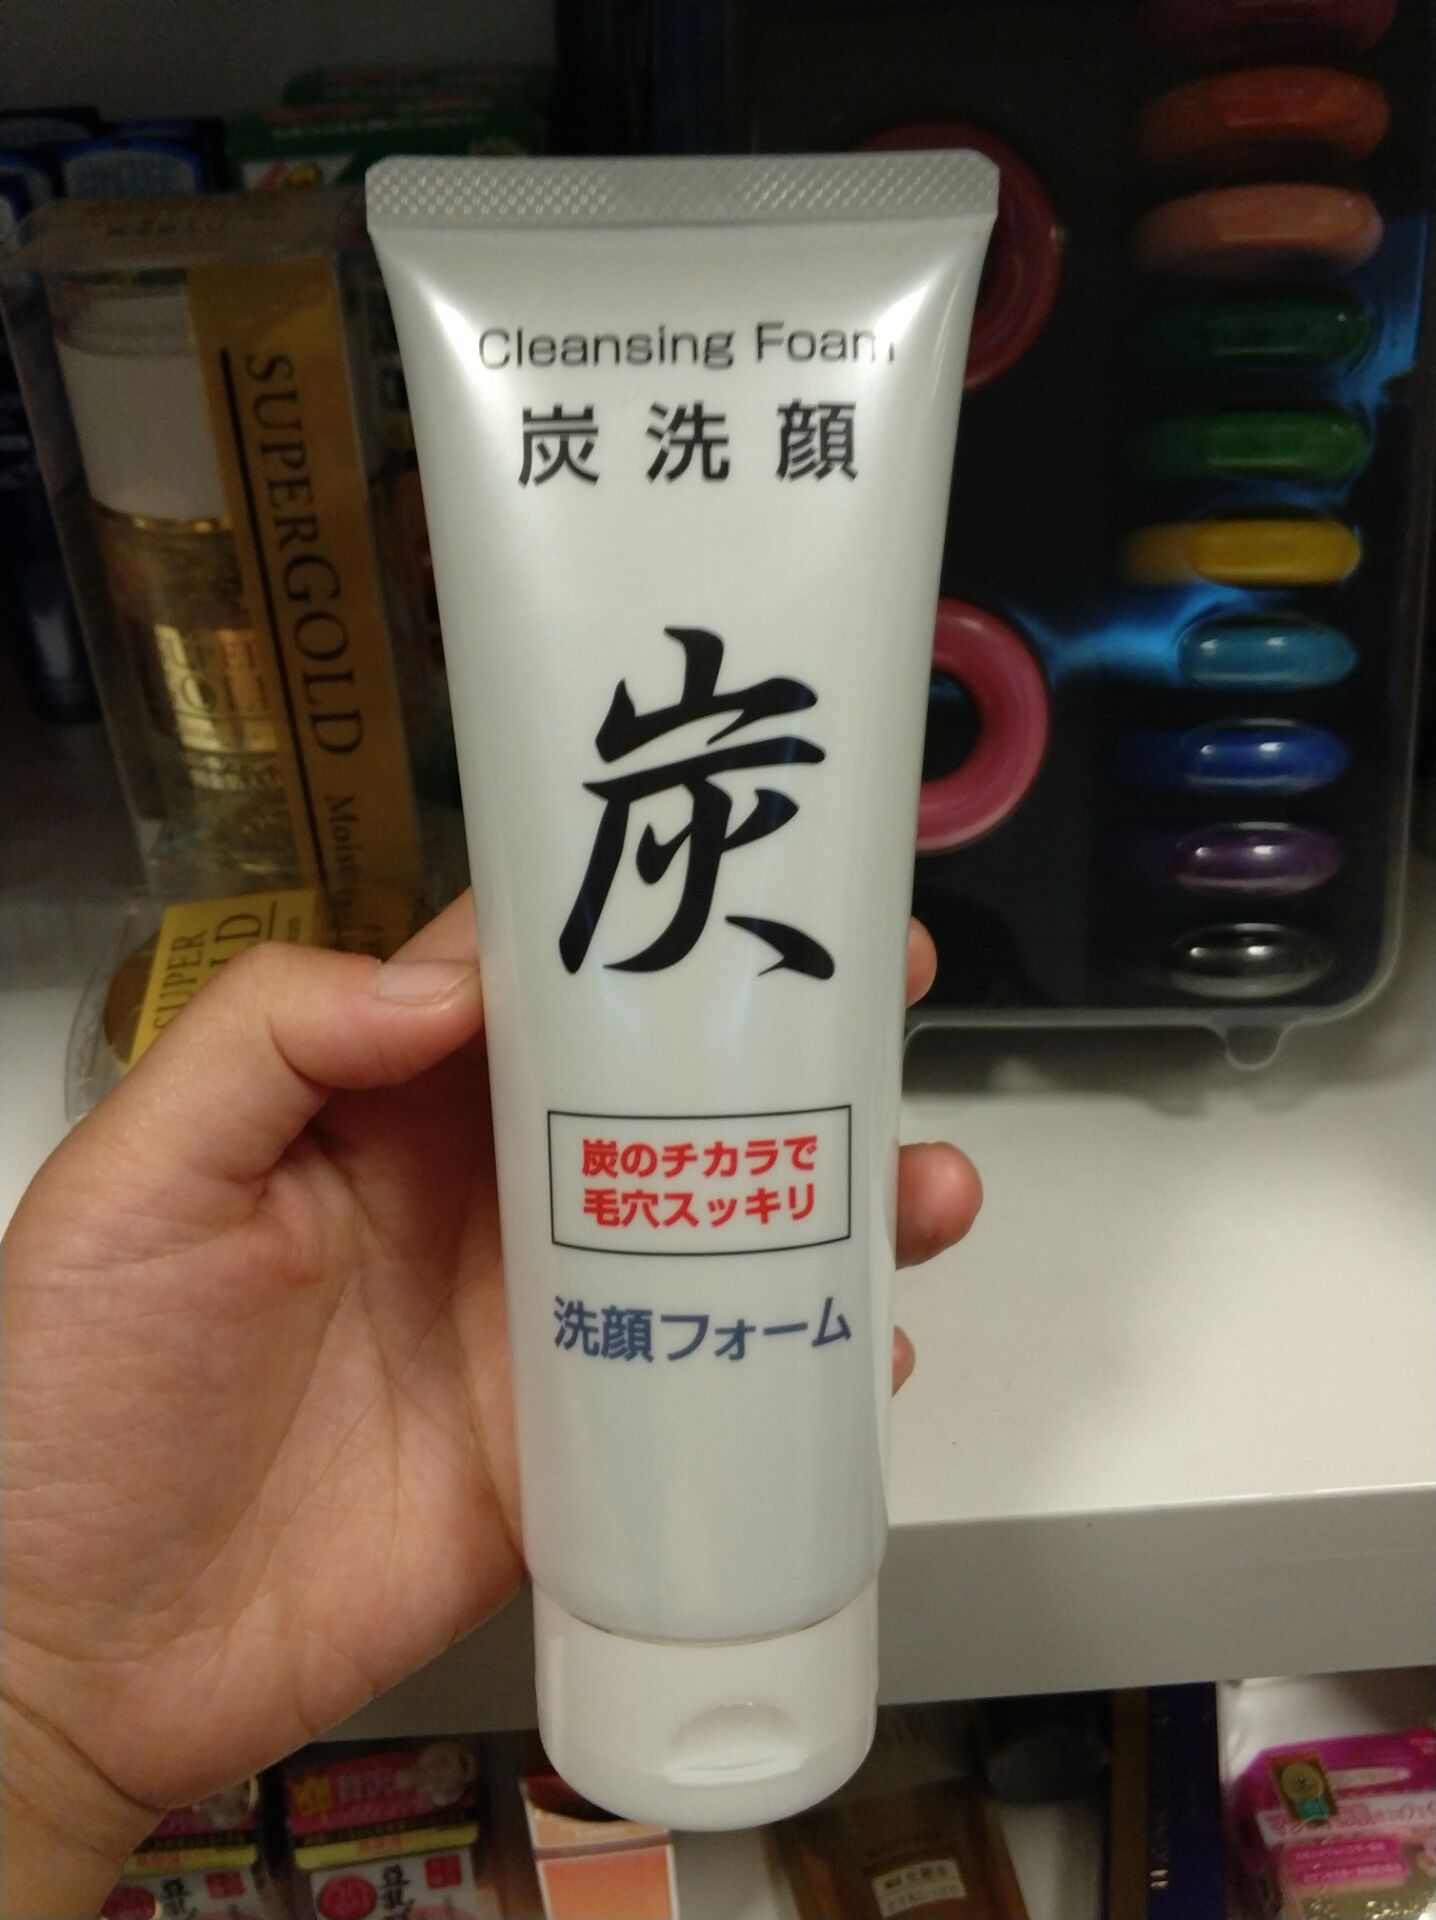 Cleansing Foam
炭洗顔
炭
炭のチカラで
毛穴スッキリ
洗顔フォーム
SUPERGOLD
SUPER